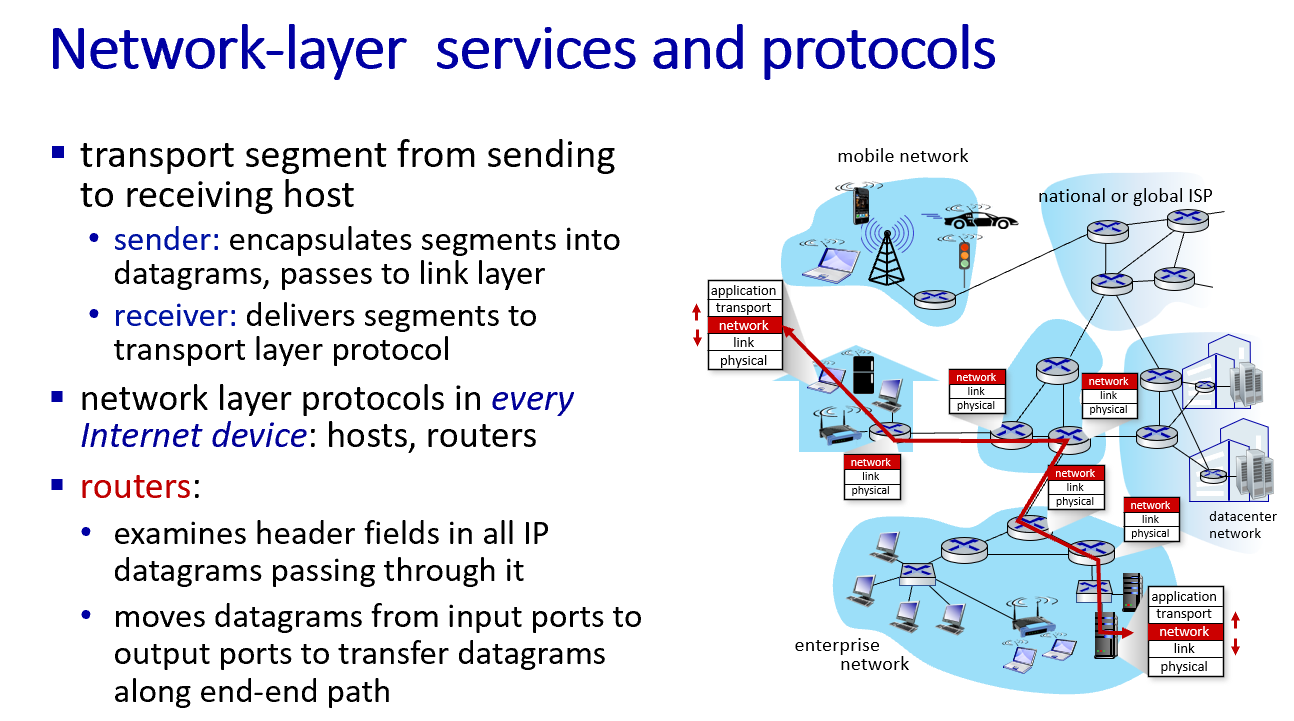 Network-layer services and protocols
▪ transport segment from sending
to receiving host
• sender: encapsulates segments into
datagrams, passes to link layer
• receiver: delivers segments to
transport layer protocol
▪ network layer protocols in every
Internet device: hosts, routers
▪ routers:
• examines header fields in all IP
datagrams passing through it
• moves datagrams from input ports to
output ports to transfer datagrams
along end-end path
mobile network
national or global ISP
application
transport
network
link
physical
network
link
physical
network
link
physical
network
link
physical
network
link
physical
network
link
physical
datacenter
network
application
transport
network
link
physical
enterprise
network